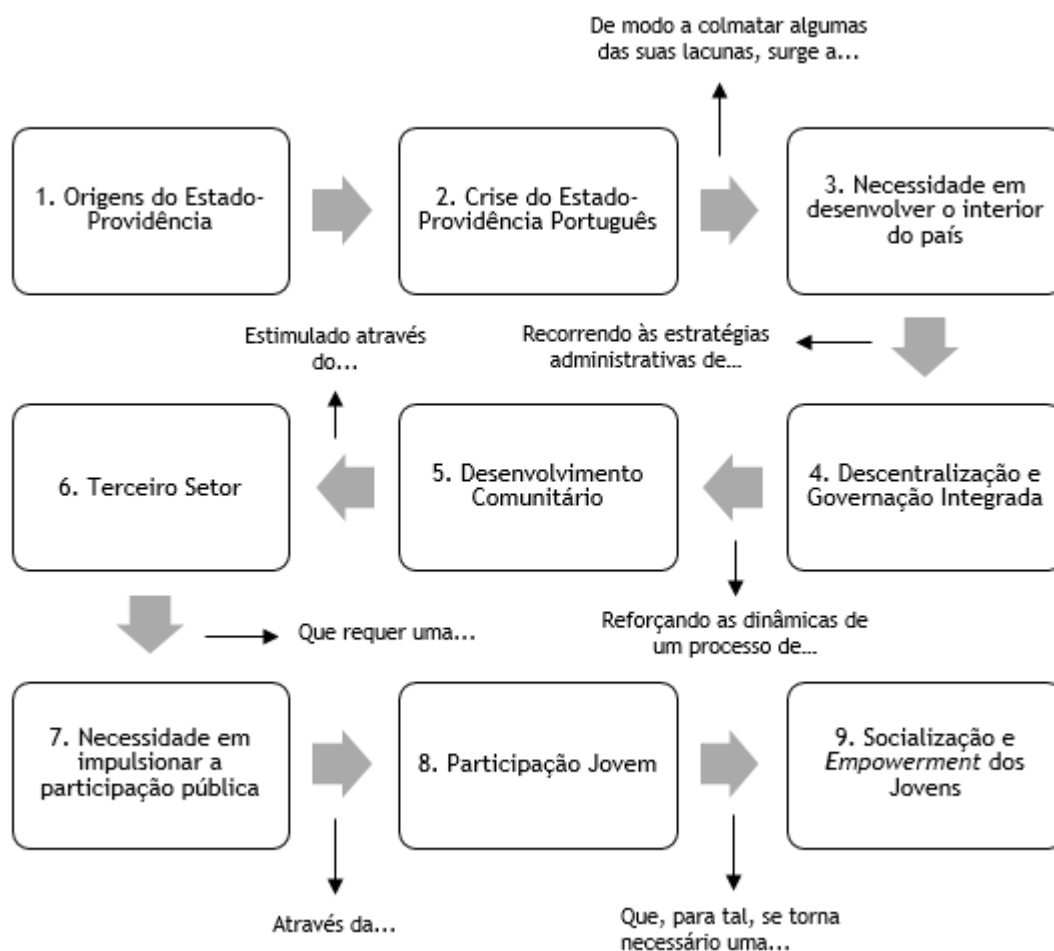 De modo a colmatar algumas
das suas lacunas, surge a...
1. Origens do Estado-
Providência
2. Crise do Estado-
Providência Português
3. Necessidade em
desenvolver o interior
do país
Estimulado através
do...
Recorrendo às estratégias
administrativas de...
6. Terceiro Setor
5. Desenvolvimento
Comunitário
4. Descentralização e
Governação Integrada
Que requer uma...
Reforçando as dinâmicas de
um processo de...
7. Necessidade em
impulsionar a
participação pública
8. Participação Jovem
9. Socialização e
Empowerment dos
Jovens
Através da...
Que, para tal, se torna
necessário uma...